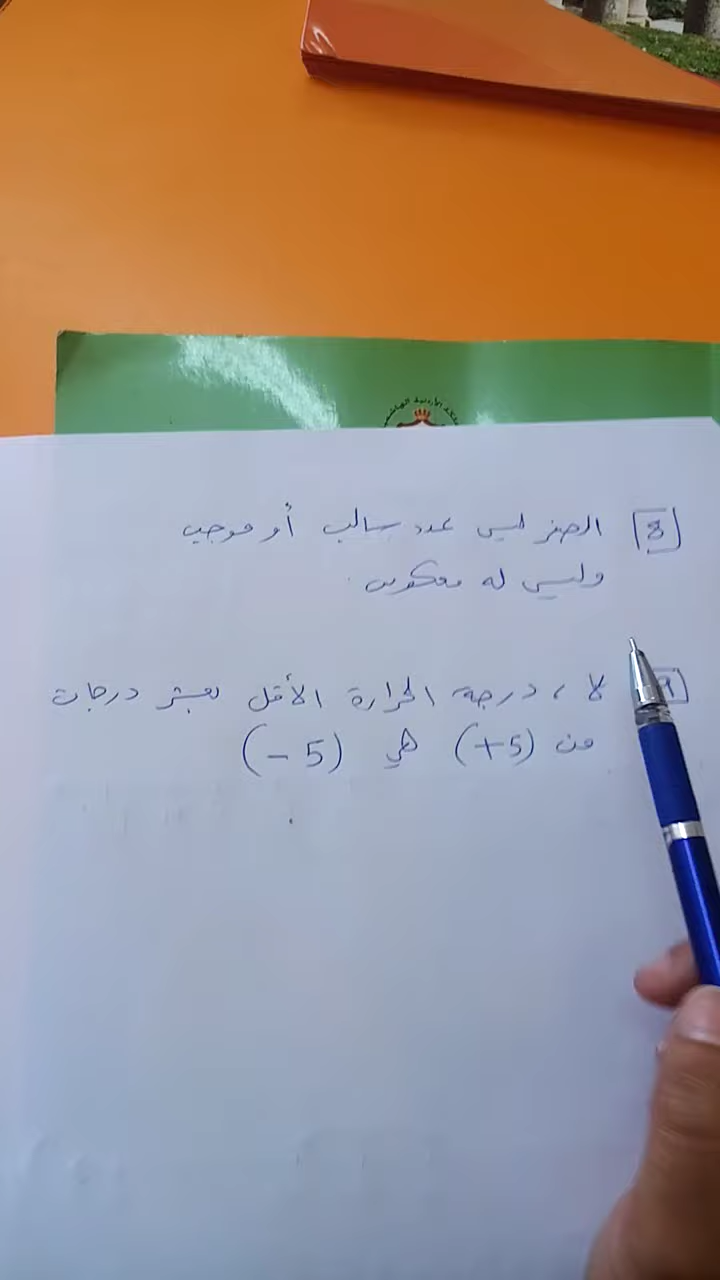 8 الصفر ليس عدد سالب أو موجب
وليس له معكوس
9 لا ، درجة الحرارة الأقل بعشر درجات
من (+5) هي (-5)